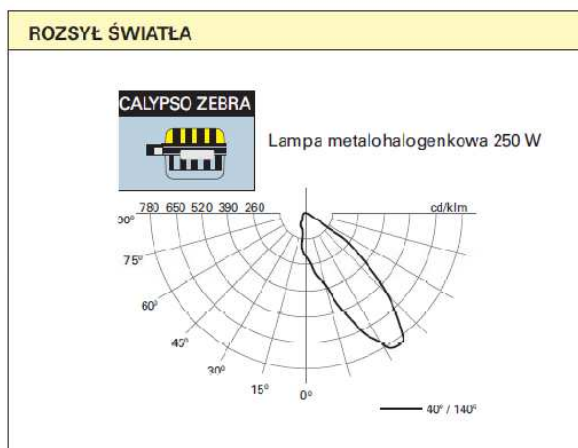 ROZSYŁ ŚWIATŁA
CALYPSO ZEBRA
Lampa metalohalogenkowa 250 W
780 650 520 390 260 cd/klm
75°
60°
45°
30°
15°
0°
40° / 140°